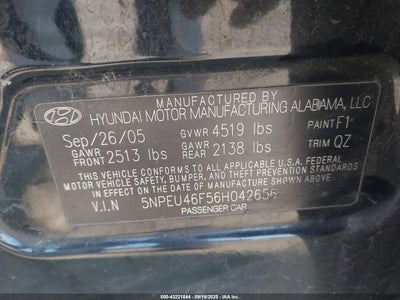 MANUFACTURED BY
HYUNDAI MOTOR MANUFACTURING ALABAMA, LLC
Sep/26/05 GVWR 4519 lbs PAINT F1
GAWR FRONT 2513 lbs GAWR REAR 2138 lbs TRIM QZ
THIS VEHICLE CONFORMS TO ALL APPLICABLE FEDERAL
MOTOR VEHICLE SAFETY, BUMPER, AND THEFT PREVENTION STANDARDS
IN EFFECT ON THE DATE OF MANUFACTURE SHOWN ABOVE.
V.I.N 5NPEU46F56H042656
PASSENGER CAR
000-43221844 09/16/2025 IAA